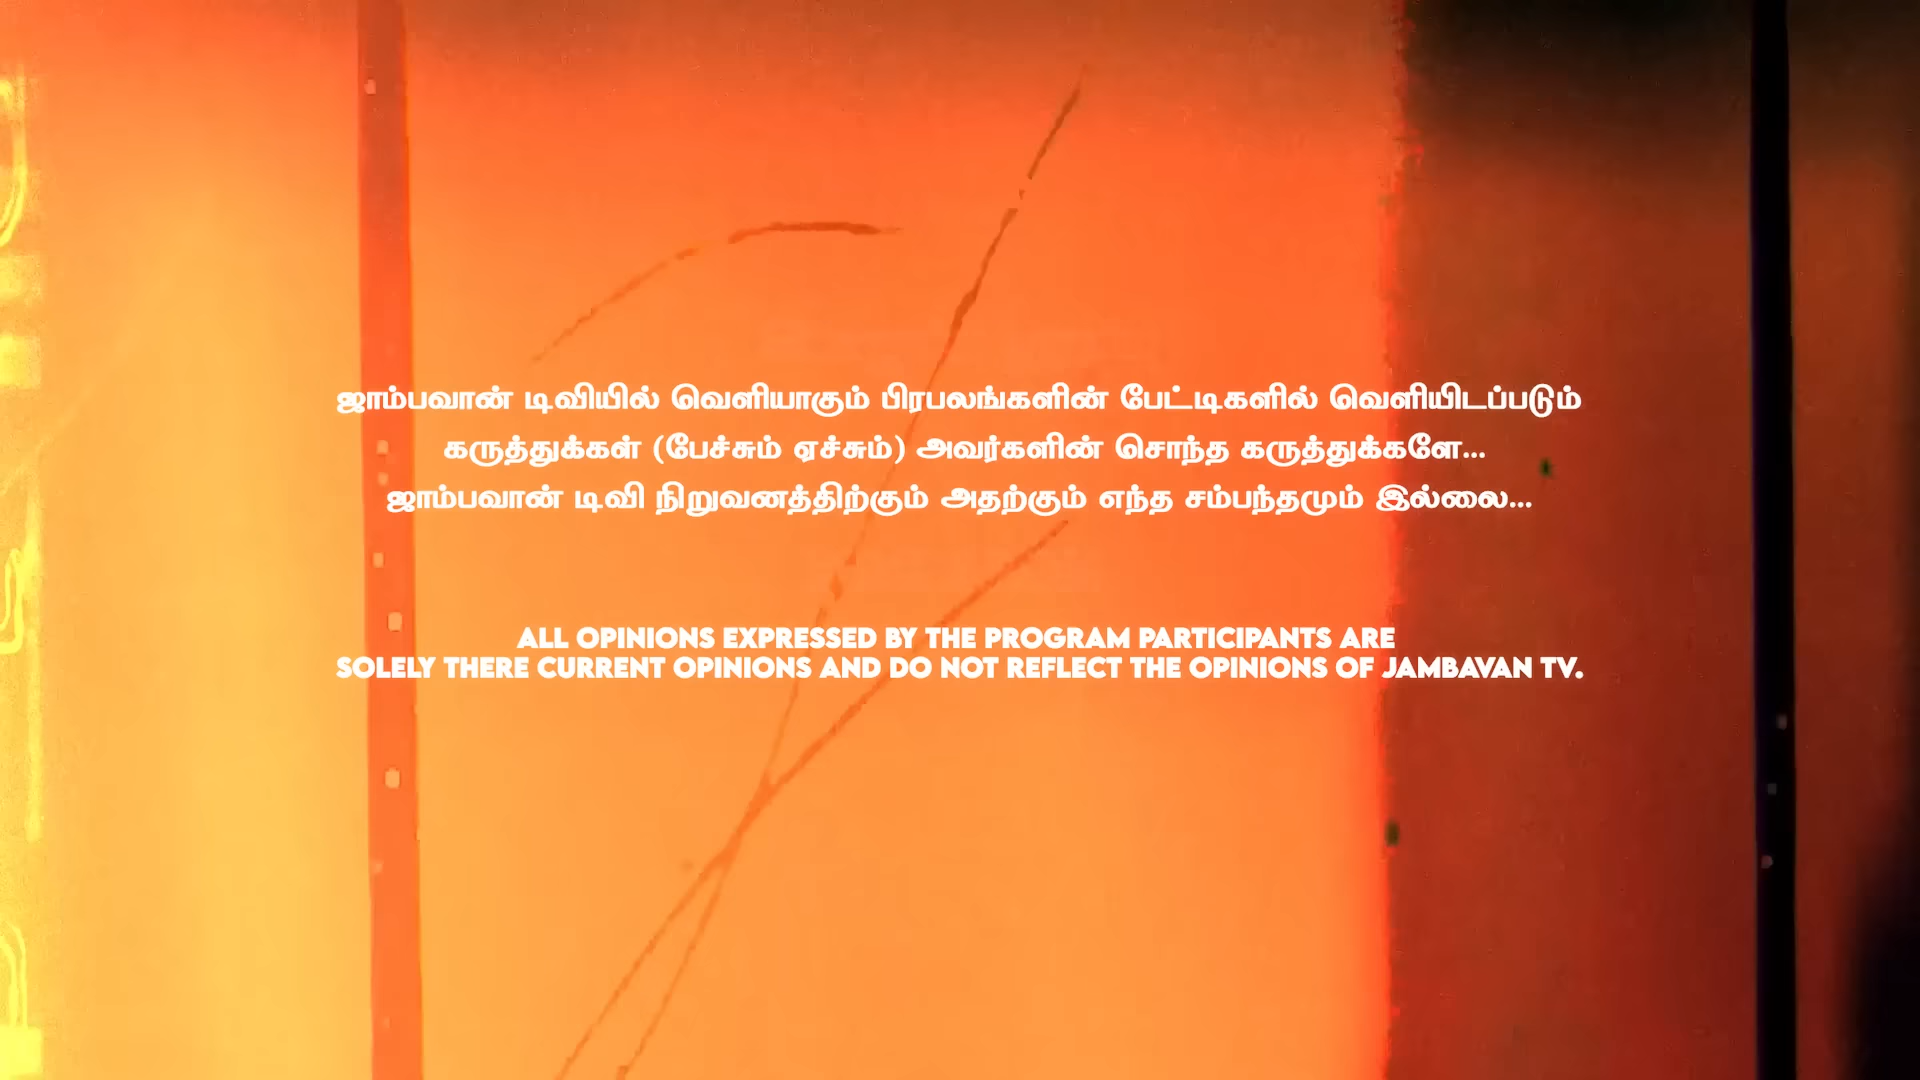 ஜாம்பவான் டிவியில் வெளியாகும் பிரபலங்களின் பேட்டிகளில் வெளியிடப்படும்
கருத்துக்கள் (பேச்சும் ஏச்சும்) அவர்களின் சொந்த கருத்துக்களே...
ஜாம்பவான் டிவி நிறுவனத்திற்கும் அதற்கும் எந்த சம்பந்தமும் இல்லை...
ALL OPINIONS EXPRESSED BY THE PROGRAM PARTICIPANTS ARE
SOLELY THERE CURRENT OPINIONS AND DO NOT REFLECT THE OPINIONS OF JAMBAVAN TV.